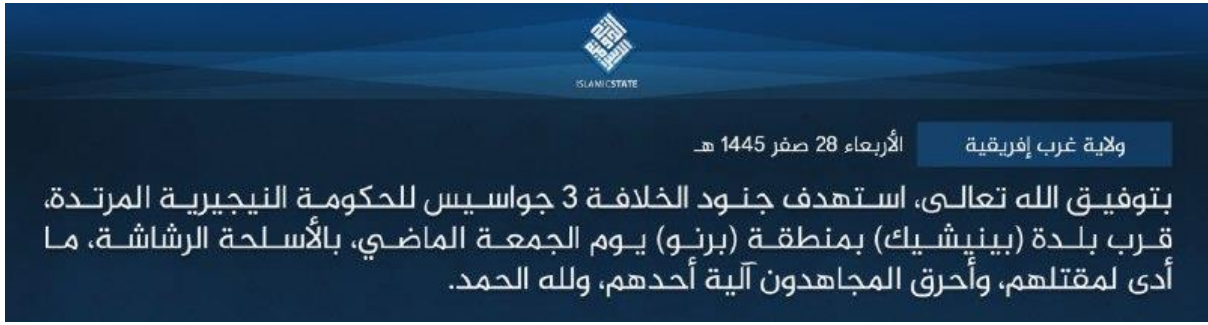 ISLAMIC STATE
ولاية غرب إفريقية الأربعاء 28 صفر 1445 هـ
بتوفيق الله تعالى، استهدف جنود الخلافة 3 جواسيس للحكومة النيجيرية المرتدة،
قرب بلدة (بينيشيك) بمنطقة (برنو) يوم الجمعة الماضي، بالأسلحة الرشاشة، ما
أدى لمقتلهم، وأحرق المجاهدون آلية أحدهم، ولله الحمد.